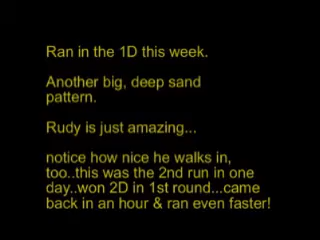 Ran in the 1D this week.
Another big, deep sand
pattern.
Rudy is just amazing...
notice how nice he walks in,
too..this was the 2nd run in one
day..won 2D in 1st round...came
back in an hour & ran even faster!